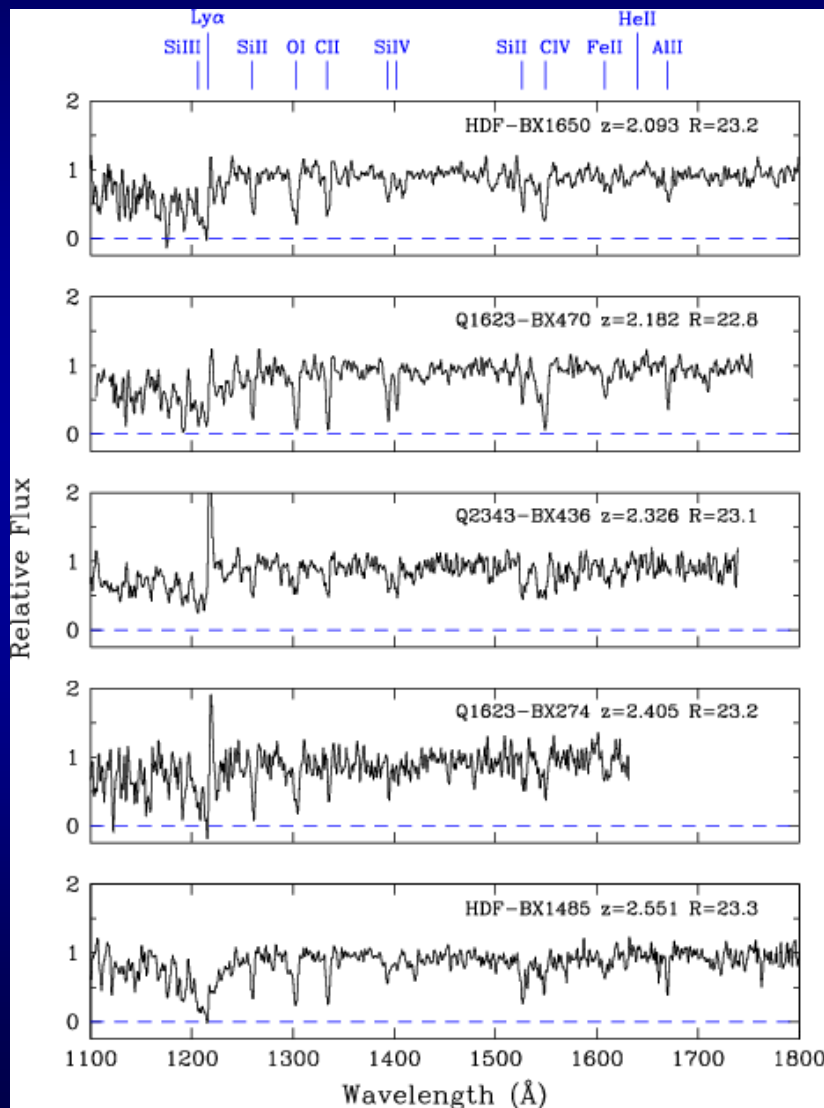 HeII
Lyα
SiIII SiII OI CII SiIV SiII CIV FeII AlII
2
HDF-BX1650 z=2.093 R=23.2
1
0
2
Q1623-BX470 z=2.182 R=22.8
1
0
2
Q2343-BX436 z=2.326 R=23.1
1
0
Relative Flux
2
Q1623-BX274 z=2.405 R=23.2
1
0
2
HDF-BX1485 z=2.551 R=23.3
1
0
1100 1200 1300 1400 1500 1600 1700 1800
Wavelength (Å)